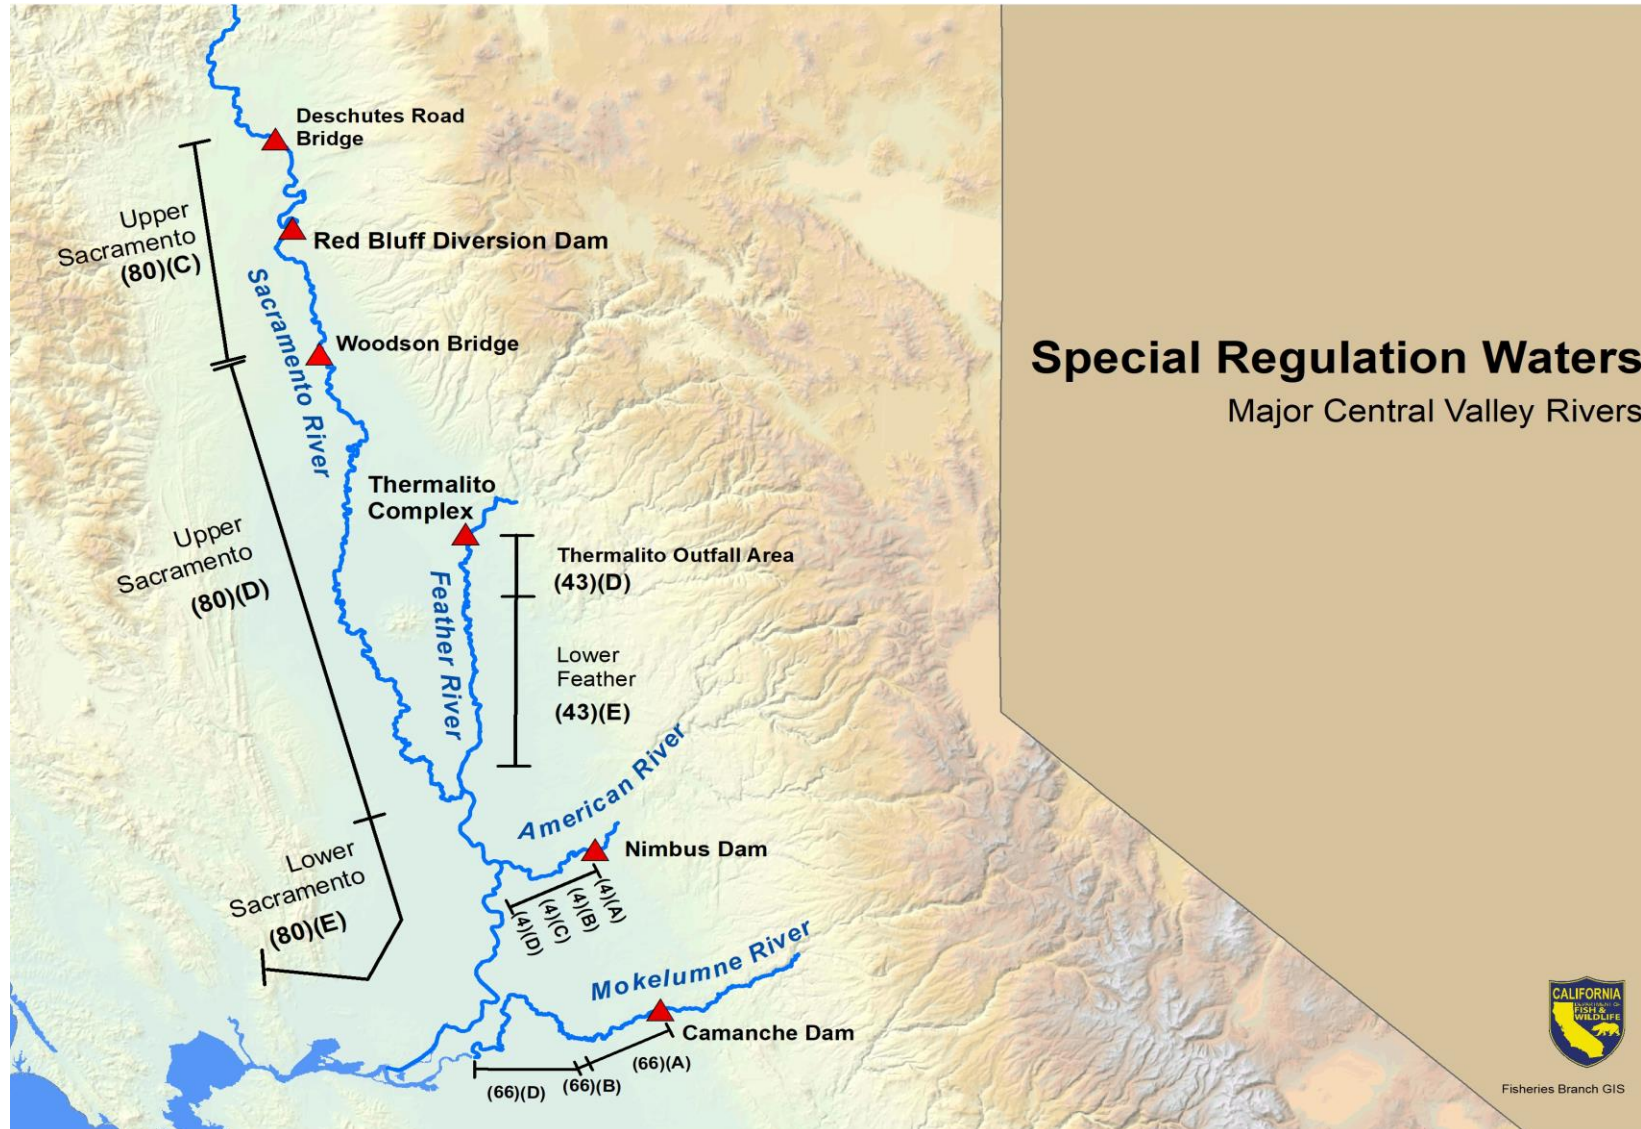 Deschutes Road
Bridge
Upper
Sacramento
(80)(C)
Red Bluff Diversion Dam
Sacramento River
Woodson Bridge
Special Regulation Waters
Major Central Valley Rivers
Thermalito
Complex
Upper
Sacramento
(80)(D)
Thermalito Outfall Area
(43)(D)
Feather River
Lower
Feather
(43)(E)
American River
Nimbus Dam
Lower
Sacramento
(80)(E)
(4)(A)
(4)(B)
(4)(C)
(4)(D)
Mokelumne River
Camanche Dam
(66)(A)
(66)(B)
(66)(D)
CALIFORNIA
DEPARTMENT OF
FISH &
WILDLIFE
Fisheries Branch GIS